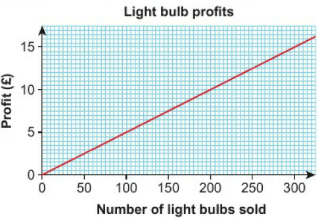 Light bulb profits
15
10
5
0
Profit (£)
0 50 100 150 200 250 300
Number of light bulbs sold